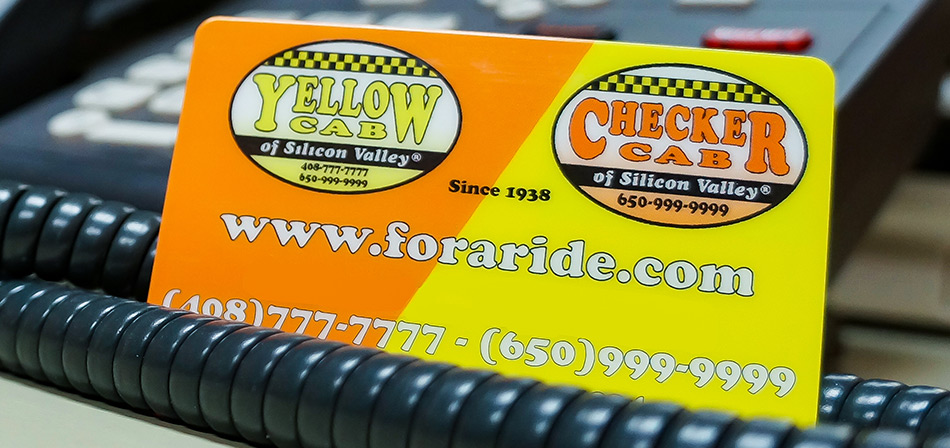 YELLOW
CAB
of Silicon Valley®
408-777-7777
650-999-9999
Since 1938
CHECKER
CAB
of Silicon Valley®
650-999-9999
www.foraride.com
(408)777-7777 - (650)999-9999